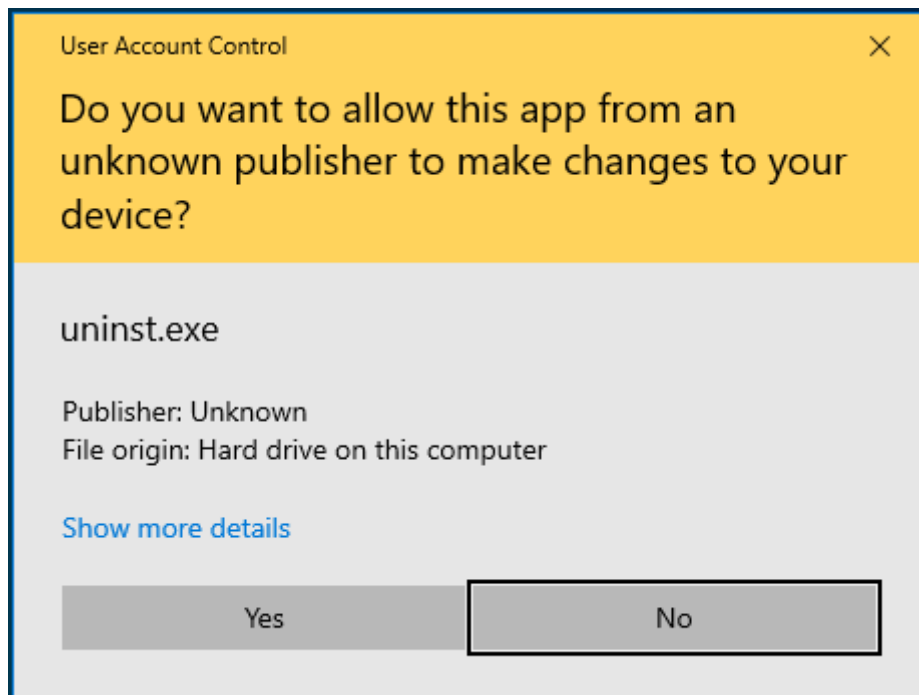 User Account Control
Do you want to allow this app from an
unknown publisher to make changes to your
device?
uninst.exe
Publisher: Unknown
File origin: Hard drive on this computer
Show more details
Yes
No